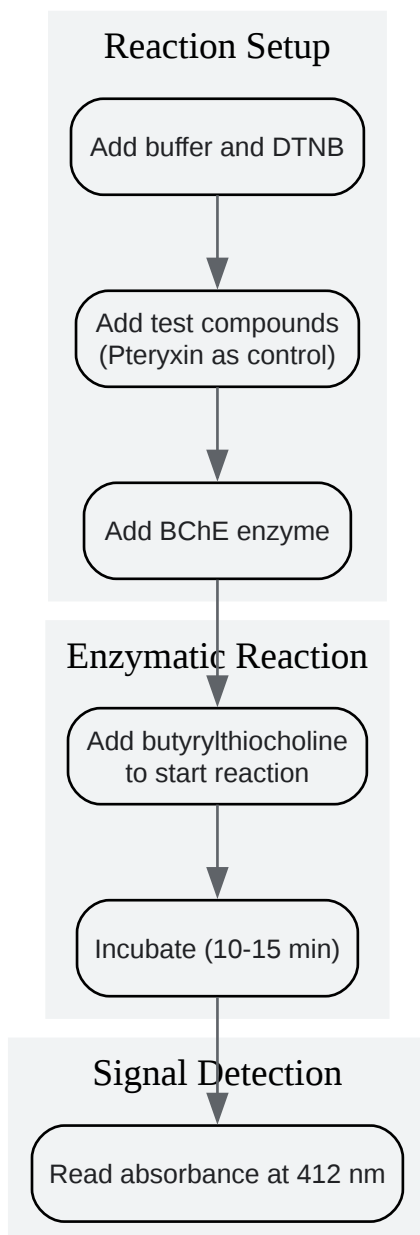 Reaction Setup
Add buffer and DTNB
Add test compounds
(Pteryxin as control)
Add BChE enzyme
Enzymatic Reaction
Add butyrylthiocholine
to start reaction
Incubate (10-15 min)
Signal Detection
Read absorbance at 412 nm